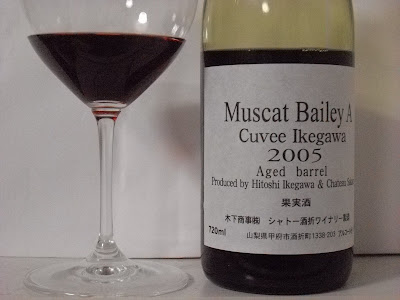 Muscat Bailey A
Cuvee Ikegawa
2005
Aged barrel
Produced by Hitoshi Ikegawa & Chateau
果実酒
木下商事㈱ シャトー酒折ワイナリー製造
720ml
山梨県甲府市酒折町1338-203